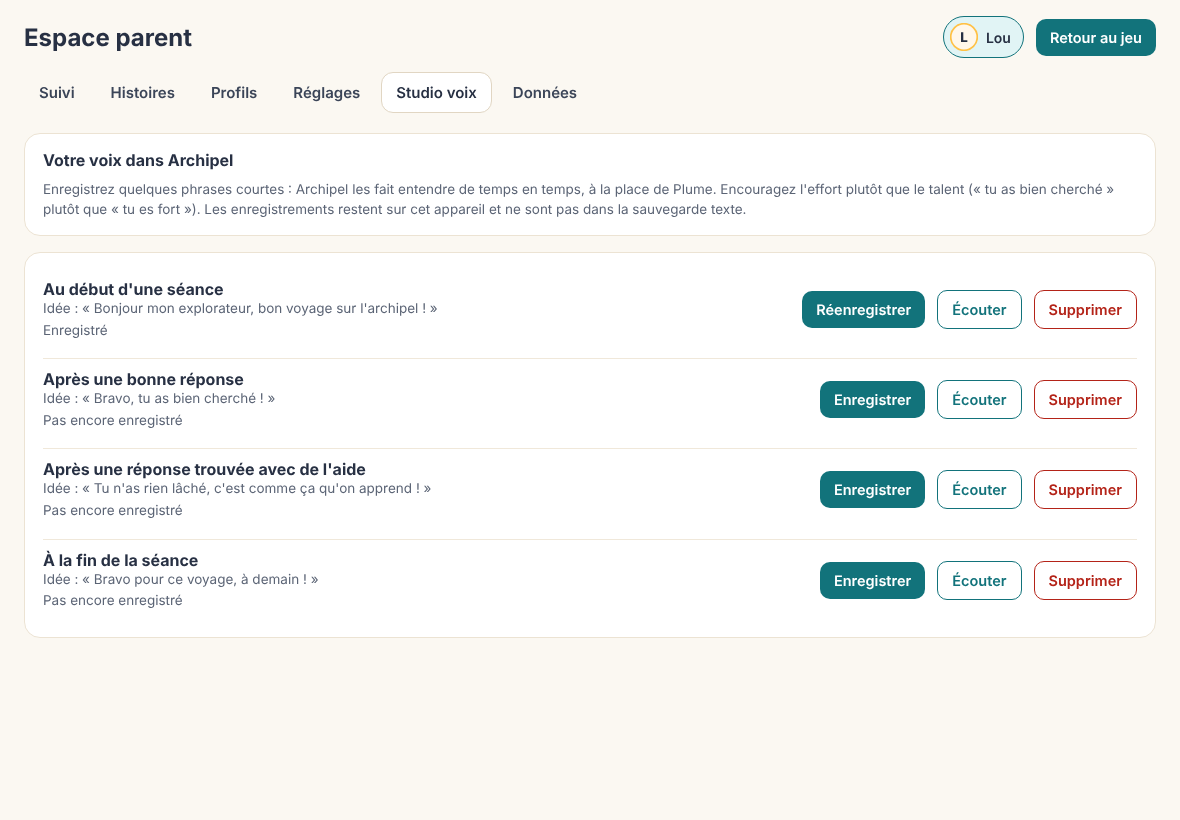 Espace parent
L
Lou
Retour au jeu
Suivi
Histoires
Profils
Réglages
Studio voix
Données
Votre voix dans Archipel
Enregistrez quelques phrases courtes : Archipel les fait entendre de temps en temps, à la place de Plume. Encouragez l'effort plutôt que le talent (« tu as bien cherché »
plutôt que « tu es fort »). Les enregistrements restent sur cet appareil et ne sont pas dans la sauvegarde texte.
Au début d'une séance
Idée : « Bonjour mon explorateur, bon voyage sur l'archipel ! »
Enregistré
Réenregistrer
Écouter
Supprimer
Après une bonne réponse
Idée : « Bravo, tu as bien cherché ! »
Pas encore enregistré
Enregistrer
Écouter
Supprimer
Après une réponse trouvée avec de l'aide
Idée : « Tu n'as rien lâché, c'est comme ça qu'on apprend ! »
Pas encore enregistré
Enregistrer
Écouter
Supprimer
À la fin de la séance
Idée : « Bravo pour ce voyage, à demain ! »
Pas encore enregistré
Enregistrer
Écouter
Supprimer